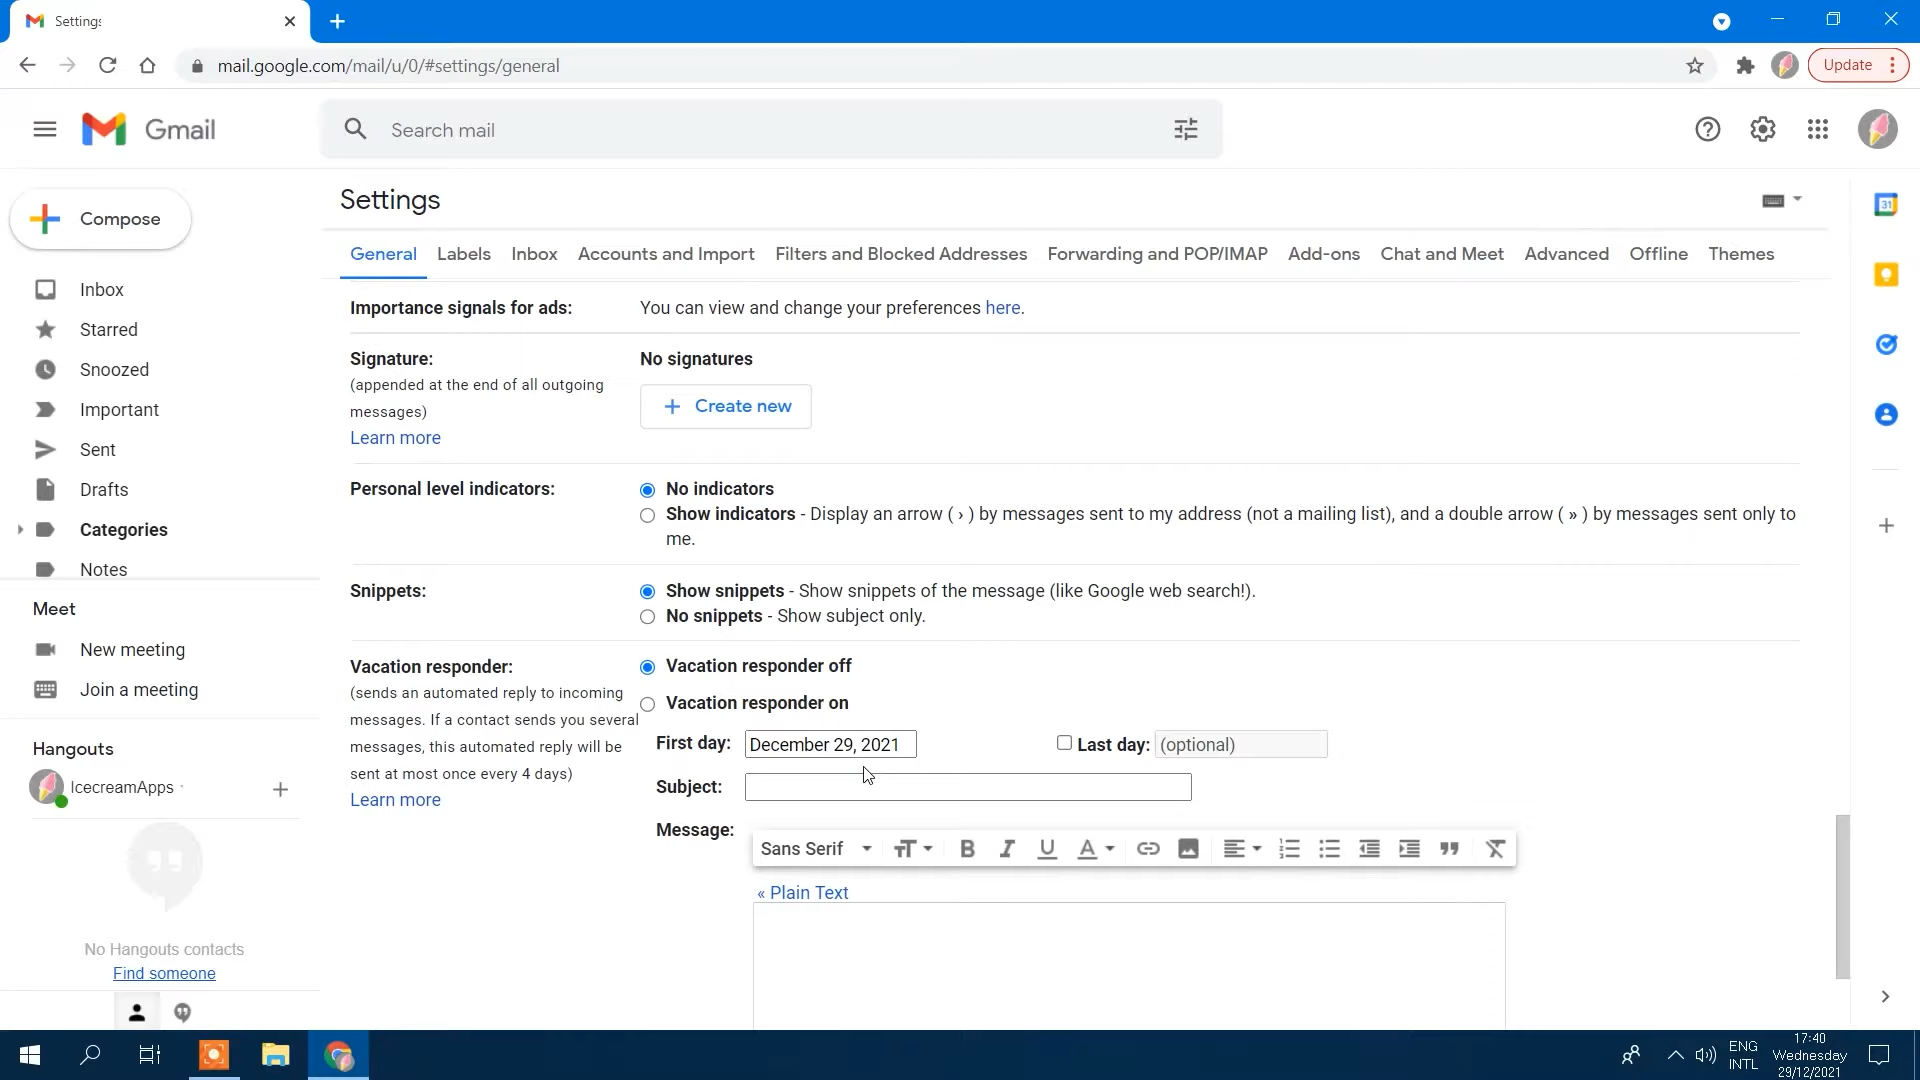 Settings
Update
mail.google.com/mail/u/0/#settings/general
Gmail
Search mail
Compose
Inbox
Starred
Snoozed
Important
Sent
Drafts
Categories
Notes
Meet
New meeting
Join a meeting
Hangouts
IcecreamApps
No Hangouts contacts
Find someone
Settings
General Labels Inbox Accounts and Import Filters and Blocked Addresses Forwarding and POP/IMAP Add-ons Chat and Meet Advanced Offline Themes
Importance signals for ads: You can view and change your preferences here.
Signature: No signatures
(appended at the end of all outgoing
messages)
Learn more
+ Create new
Personal level indicators: No indicators
Show indicators - Display an arrow ( › ) by messages sent to my address (not a mailing list), and a double arrow ( » ) by messages sent only to
me.
Snippets: Show snippets - Show snippets of the message (like Google web search!).
No snippets - Show subject only.
Vacation responder: Vacation responder off
(sends an automated reply to incoming
messages. If a contact sends you several
messages, this automated reply will be
sent at most once every 4 days)
Learn more
Vacation responder on
First day: December 29, 2021 Last day: (optional)
Subject:
Message:
Sans Serif
« Plain Text
31
ENG
INTL
17:40
Wednesday
29/12/2021